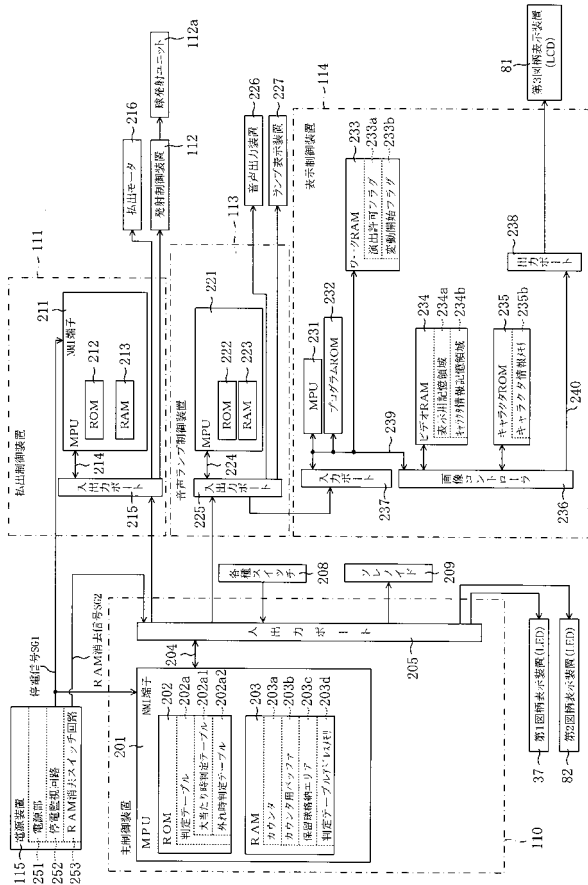 115
電源装置
251
電源部
252
停電監視回路
253
RAM消去スイッチ回路
停電信号SG1
RAM消去信号SG2
主制御装置
201
MPU
NMI端子
ROM
202
判定テーブル
202a
大当たり時判定テーブル
202a1
外れ時判定テーブル
202a2
RAM
203
カウンタ
203a
カウンタ用バッファ
203b
保留球格納エリア
203c
判定テーブルアドレスメモリ
203d
204
入出力ポート
205
110
各種スイッチ
208
ソレノイド
209
37
第1図柄表示装置(LED)
82
第2図柄表示装置(LED)
払出制御装置
111
MPU
211
NMI端子
ROM
212
RAM
213
214
入出力ポート
215
払出モータ
216
発射制御装置
112
球発射ユニット
112a
音声ランプ制御装置
113
MPU
221
ROM
222
RAM
223
224
入出力ポート
225
音声出力装置
226
ランプ表示装置
227
表示制御装置
114
MPU
231
プログラムROM
232
ワークRAM
233
演出許可フラグ
233a
変動開始フラグ
233b
239
入力ポート
237
ビデオRAM
234
表示用記憶領域
234a
キャラクタ情報記憶領域
234b
キャラクタROM
235
キャラクタ情報メモリ
235b
画像コントローラ
236
240
出力ポート
238
第3図柄表示装置
(LCD)
81